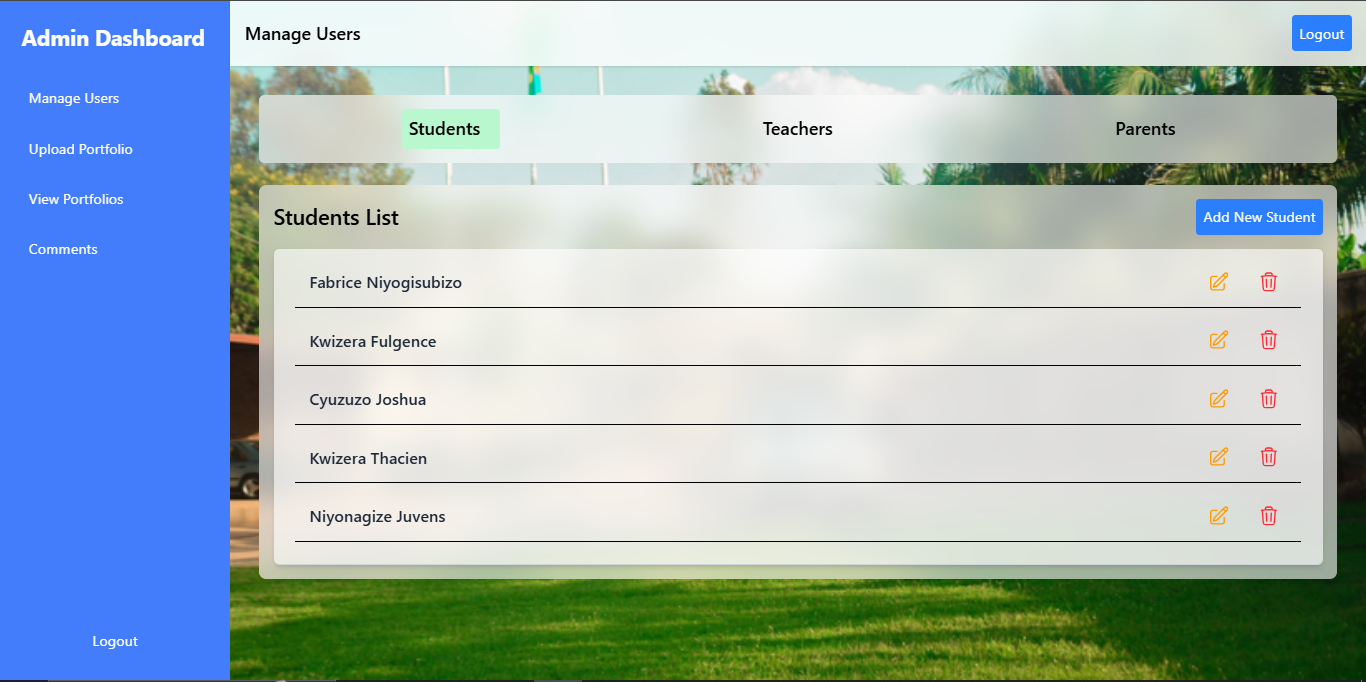 Admin Dashboard
Manage Users
Upload Portfolio
View Portfolios
Comments
Logout
Manage Users
Logout
Students
Teachers
Parents
Students List
Add New Student
Fabrice Niyogisubizo
Kwizera Fulgence
Cyuzuzo Joshua
Kwizera Thacien
Niyonagize Juvens